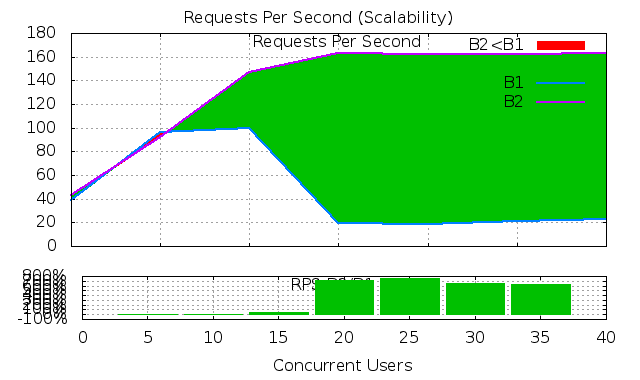 Requests Per Second (Scalability)
180
Requests Per Second
B2<B1
160
140
B1
120
B2
100
80
60
40
20
0
800%
-100%
0 5 10 15 20 25 30 35 40
Concurrent Users